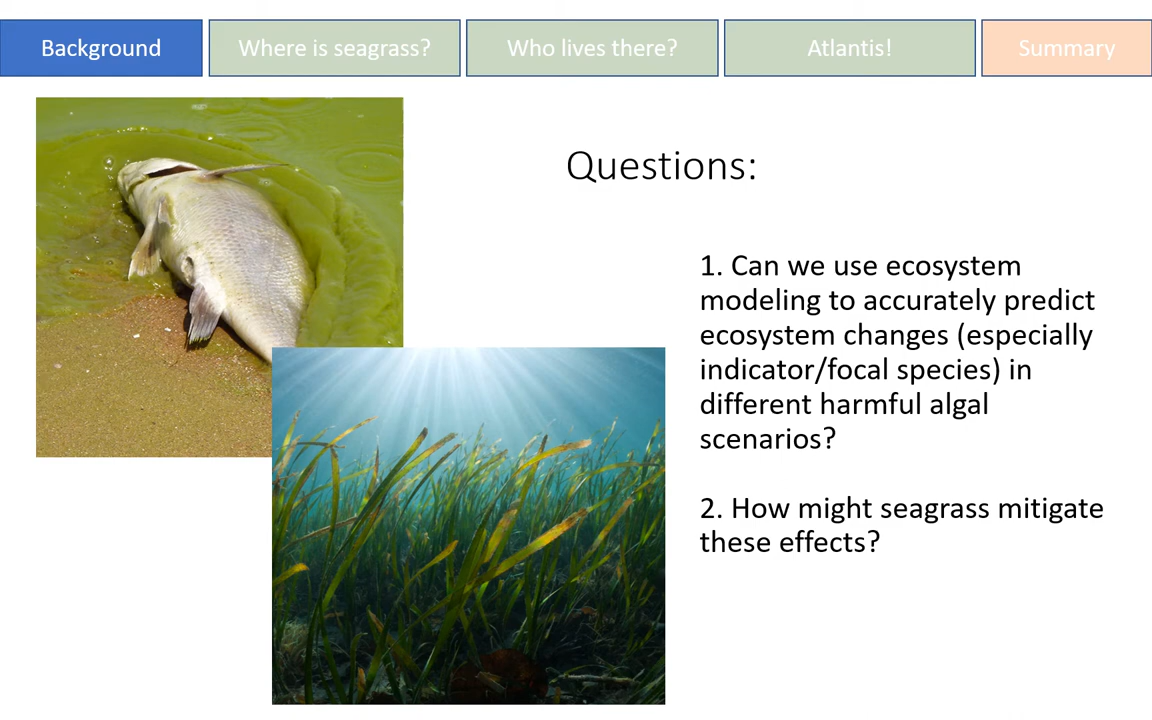 Background
Where is seagrass?
Who lives there?
Atlantis!
Summary
Questions:
1. Can we use ecosystem
modeling to accurately predict
ecosystem changes (especially
indicator/focal species) in
different harmful algal
scenarios?
2. How might seagrass mitigate
these effects?